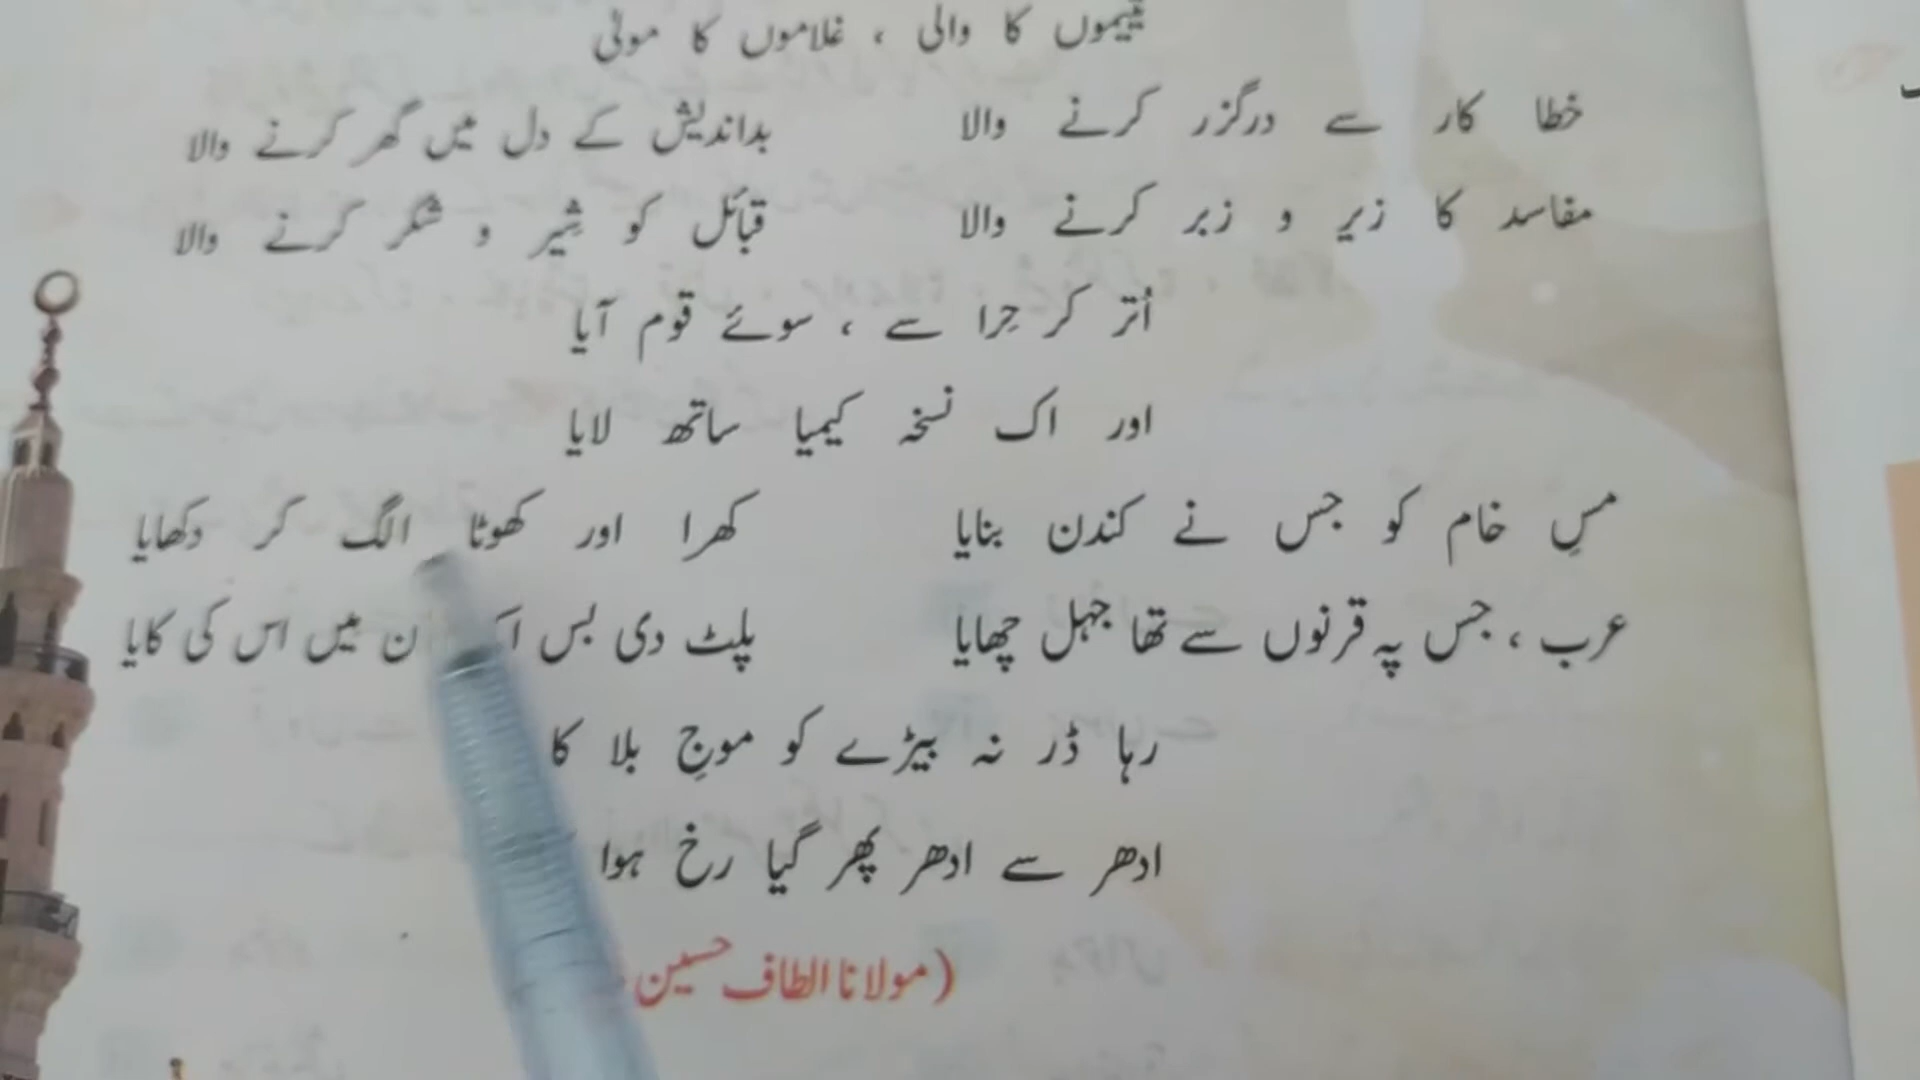 یتیموں کا والی ، غلاموں کا مولٰی
خطا کار سے درگزر کرنے والا بداندیش کے دل میں گھر کرنے والا
مفاسد کا زیر و زبر کرنے والا قبائل کو شِیر و شکر کرنے والا
اُتر کر حِرا سے ، سوئے قوم آیا
اور اک نسخہ کیمیا ساتھ لایا
مسِ خام کو جس نے کندن بنایا کھرا اور کھوٹا الگ کر دکھایا
عرب ، جس پہ قرنوں سے تھا جہل چھایا پلٹ دی بس میں اس کی کایا
رہا ڈر نہ بیڑے کو موجِ بلا کا
ادھر سے ادھر پھر گیا رخ ہوا
(مولانا الطاف حسین